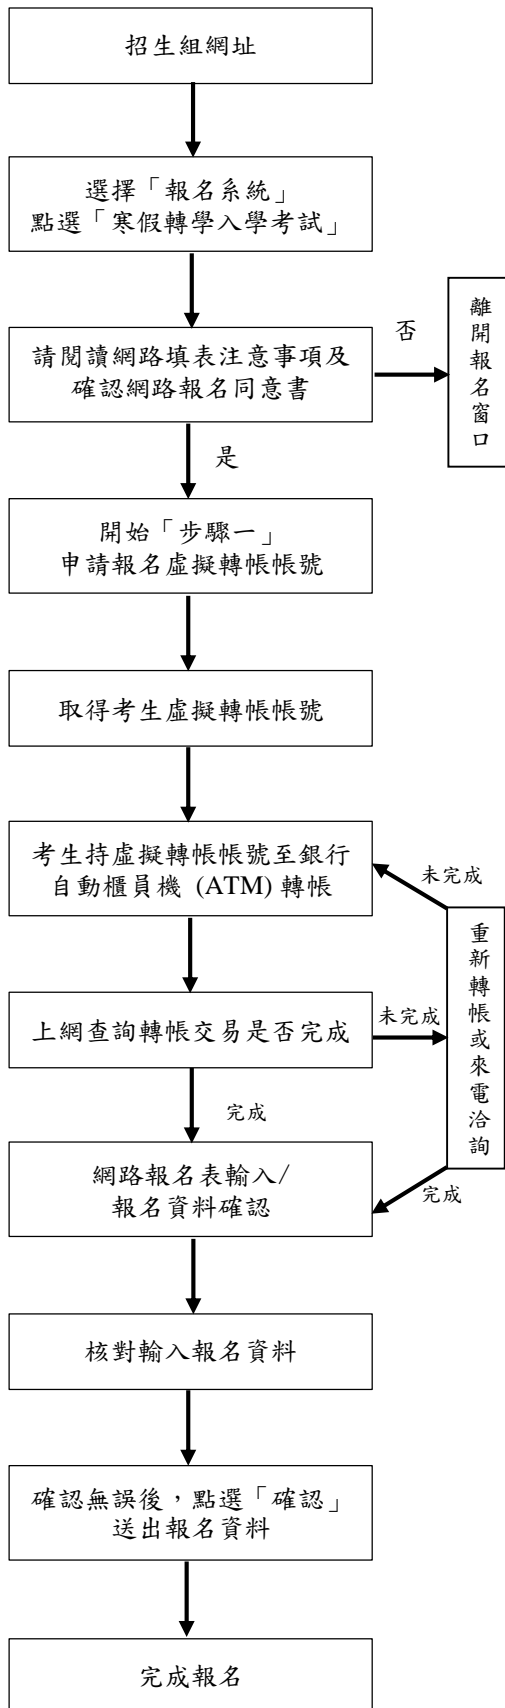 招生組網址
選擇「報名系統」
點選「寒假轉學入學考試」
請閱讀網路填表注意事項及
確認網路報名同意書
否
離開報名窗口
是
開始「步驟一」
申請報名虛擬轉帳帳號
取得考生虛擬轉帳帳號
考生持虛擬轉帳帳號至銀行
自動櫃員機 (ATM) 轉帳
未完成
上網查詢轉帳交易是否完成
未完成
重新轉帳或來電洽詢
完成
網路報名表輸入/
報名資料確認
完成
核對輸入報名資料
確認無誤後，點選「確認」
送出報名資料
完成報名